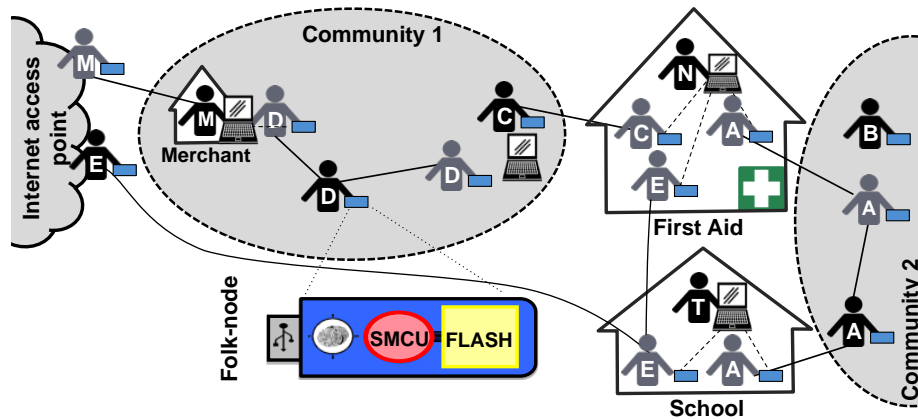 Community 1
M
N
Internet access
point
M
D
C
Merchant
C
A
B
E
D
D
E
A
First Aid
Folk-node
SMCU
FLASH
T
E
A
A
School
Community 2